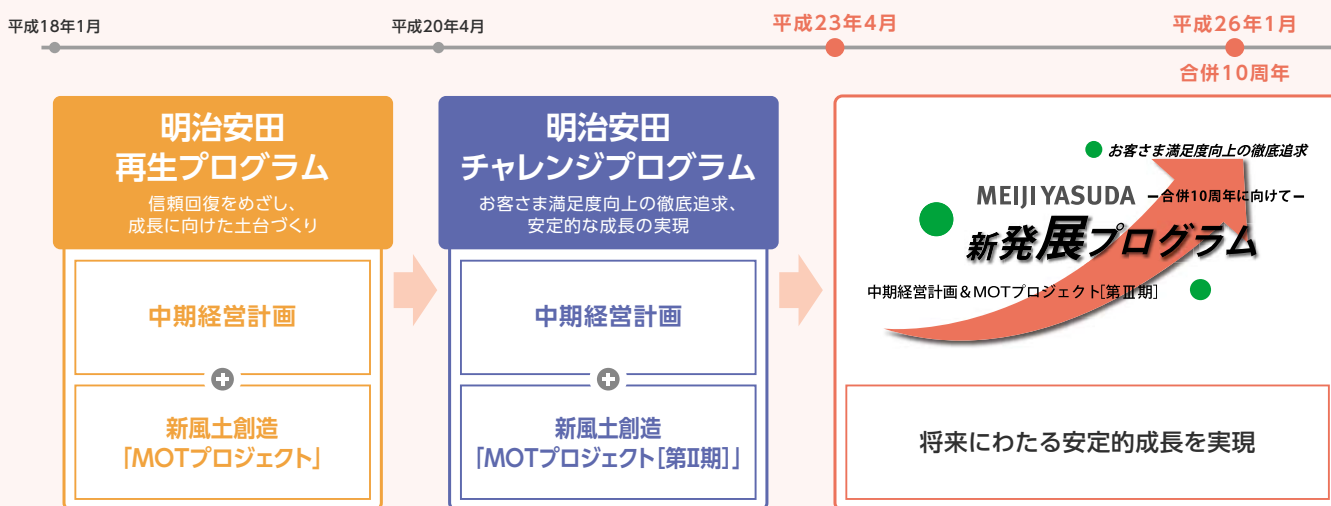 平成18年1月
平成20年4月
平成23年4月
平成26年1月
合併10周年
明治安田
再生プログラム
信頼回復をめざし、
成長に向けた土台づくり
中期経営計画
新風土創造
「MOTプロジェクト」
明治安田
チャレンジプログラム
お客さま満足度向上の徹底追求、
安定的な成長の実現
中期経営計画
新風土創造
「MOTプロジェクト[第Ⅱ期]」
お客さま満足度向上の徹底追求
MEIJI YASUDA ー合併10周年に向けてー
新発展プログラム
中期経営計画&MOTプロジェクト[第Ⅲ期]
将来にわたる安定的成長を実現